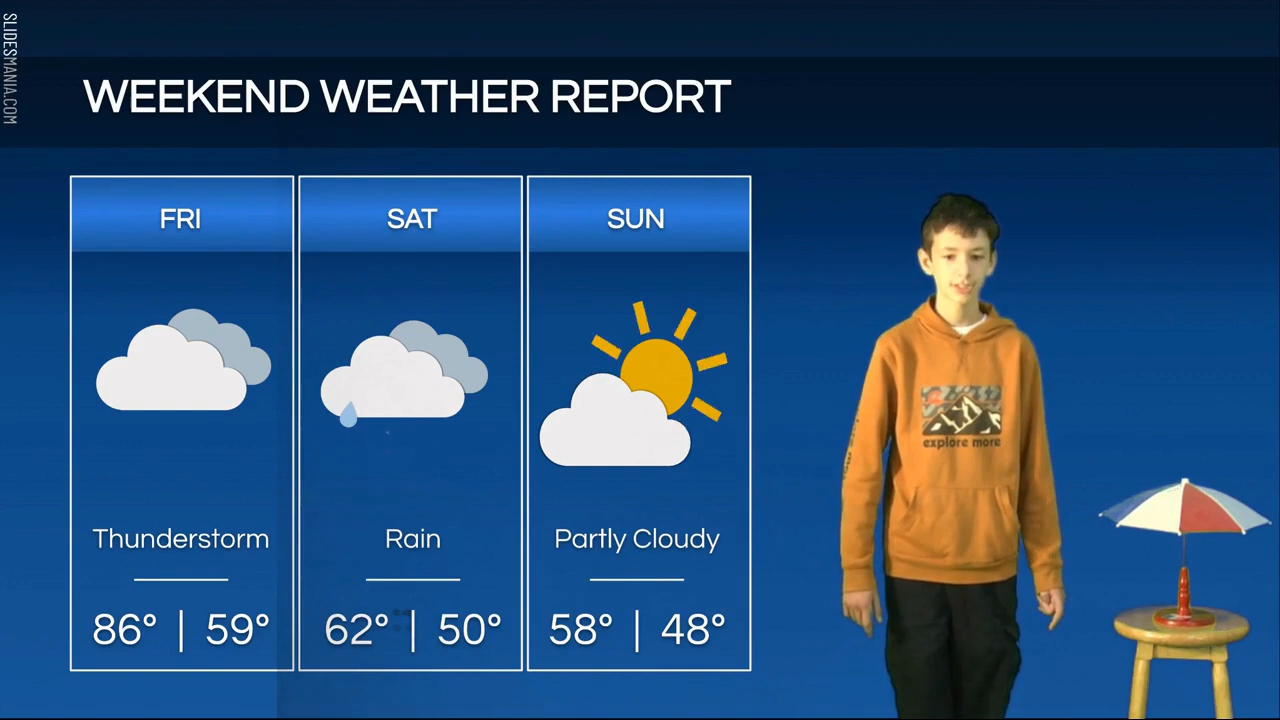 SLIDESMANIA.COM
WEEKEND WEATHER REPORT
FRI
SAT
SUN
Thunderstorm
Rain
Partly Cloudy
86° | 59°
62° | 50°
58° | 48°
explore more